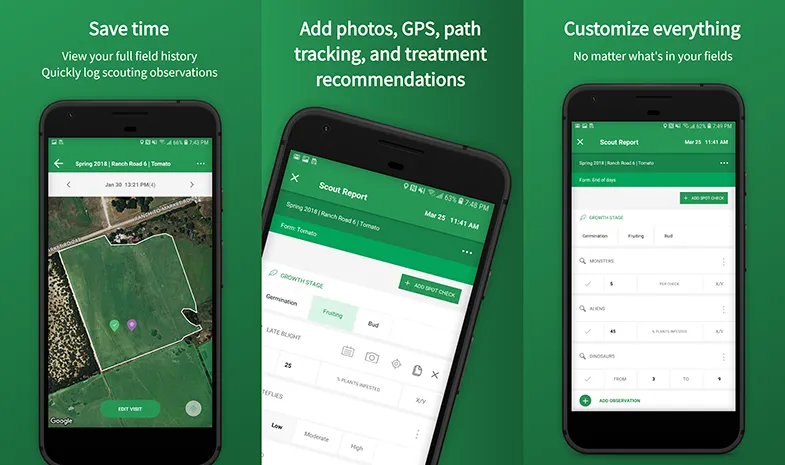 Save time
View your full field history
Quickly log scouting observations
66% 7:43 PM
Spring 2018 | Ranch Road 6 | Tomato
Jan 30 13:21 PM(4)
EDIT VISIT
Google
Add photos, GPS, path
tracking, and treatment
recommendations
63% 7:48 PM
Scout Report
Mar 25 11:41 AM
Spring 2018 | Ranch Road 6 | Tomato
Form: Tomato
GROWTH STAGE
+ ADD SPOT CHECK
Germination
Fruiting
Bud
LATE BLIGHT
25
% PLANTS INFESTED
X/Y
Low
Moderate
High
Customize everything
No matter what's in your fields
62% 7:49 PM
Scout Report
Mar 25 11:41 AM
Spring 2018 | Ranch Road 6 | Tomato
Form: End of days
+ ADD SPOT CHECK
GROWTH STAGE
Germination
Fruiting
Bud
MONSTERS
5
PER CHECK
X/Y
ALIENS
45
% PLANTS INFESTED
X/Y
DINOSAURS
FROM
3
TO
9
ADD OBSERVATION